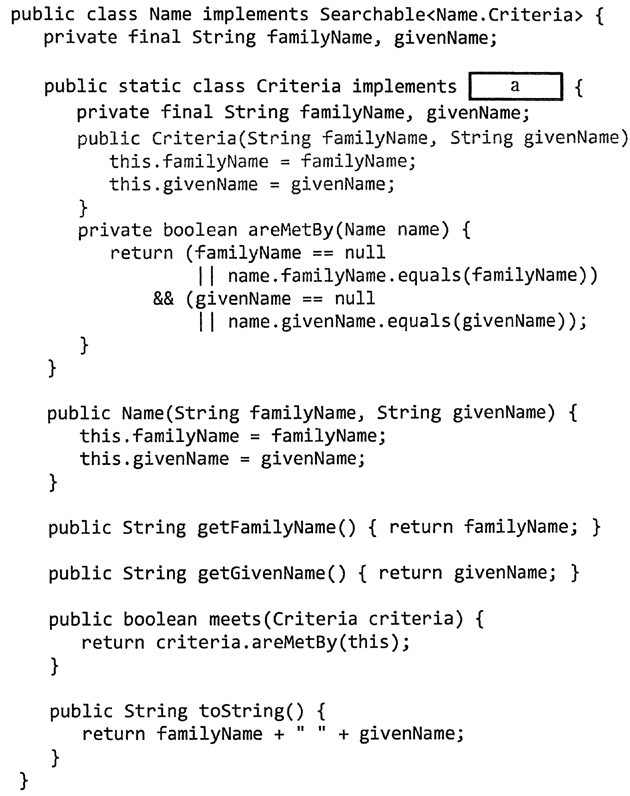 public class Name implements Searchable<Name.Criteria> {
private final String familyName, givenName;
public static class Criteria implements a {
private final String familyName, givenName;
public Criteria(String familyName, String givenName)
this.familyName = familyName;
this.givenName = givenName;
}
private boolean areMetBy(Name name) {
return (familyName == null
|| name.familyName.equals(familyName))
&& (givenName == null
|| name.givenName.equals(givenName));
}
}
public Name(String familyName, String givenName) {
this.familyName = familyName;
this.givenName = givenName;
}
public String getFamilyName() { return familyName; }
public String getGivenName() { return givenName; }
public boolean meets(Criteria criteria) {
return criteria.areMetBy(this);
}
public String toString() {
return familyName + " " + givenName;
}
}